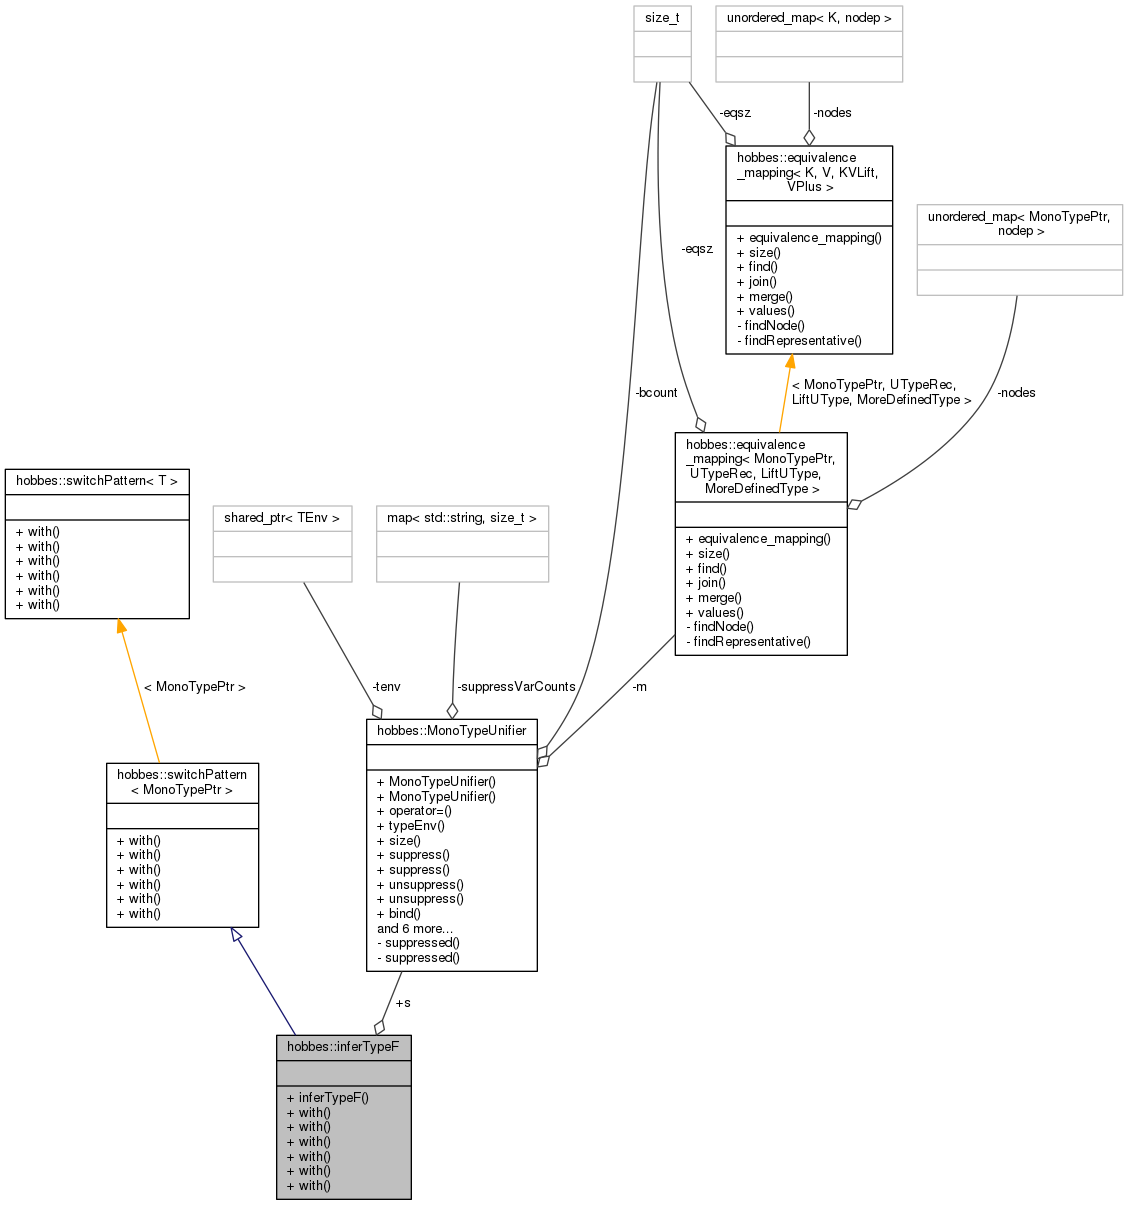 size_t
unordered_map< K, nodep >
-eqsz
-nodes
hobbes::equivalence
_mapping< K, V, KVLift,
VPlus >
+ equivalence_mapping()
+ size()
+ find()
+ join()
+ merge()
+ values()
- findNode()
- findRepresentative()
unordered_map< MonoTypePtr,
nodep >
-eqsz
-bcount
< MonoTypePtr, UTypeRec,
LiftUType, MoreDefinedType >
-nodes
hobbes::equivalence
_mapping< MonoTypePtr,
UTypeRec, LiftUType,
MoreDefinedType >
+ equivalence_mapping()
+ size()
+ find()
+ join()
+ merge()
+ values()
- findNode()
- findRepresentative()
hobbes::switchPattern< T >
+ with()
+ with()
+ with()
+ with()
+ with()
+ with()
shared_ptr< TEnv >
map< std::string, size_t >
< MonoTypePtr >
-tenv
-suppressVarCounts
-m
hobbes::switchPattern
< MonoTypePtr >
+ with()
+ with()
+ with()
+ with()
+ with()
+ with()
hobbes::MonoTypeUnifier
+ MonoTypeUnifier()
+ MonoTypeUnifier()
+ operator=()
+ typeEnv()
+ size()
+ suppress()
+ suppress()
+ unsuppress()
+ unsuppress()
+ bind()
and 6 more...
- suppressed()
- suppressed()
+s
hobbes::inferTypeF
+ inferTypeF()
+ with()
+ with()
+ with()
+ with()
+ with()
+ with()